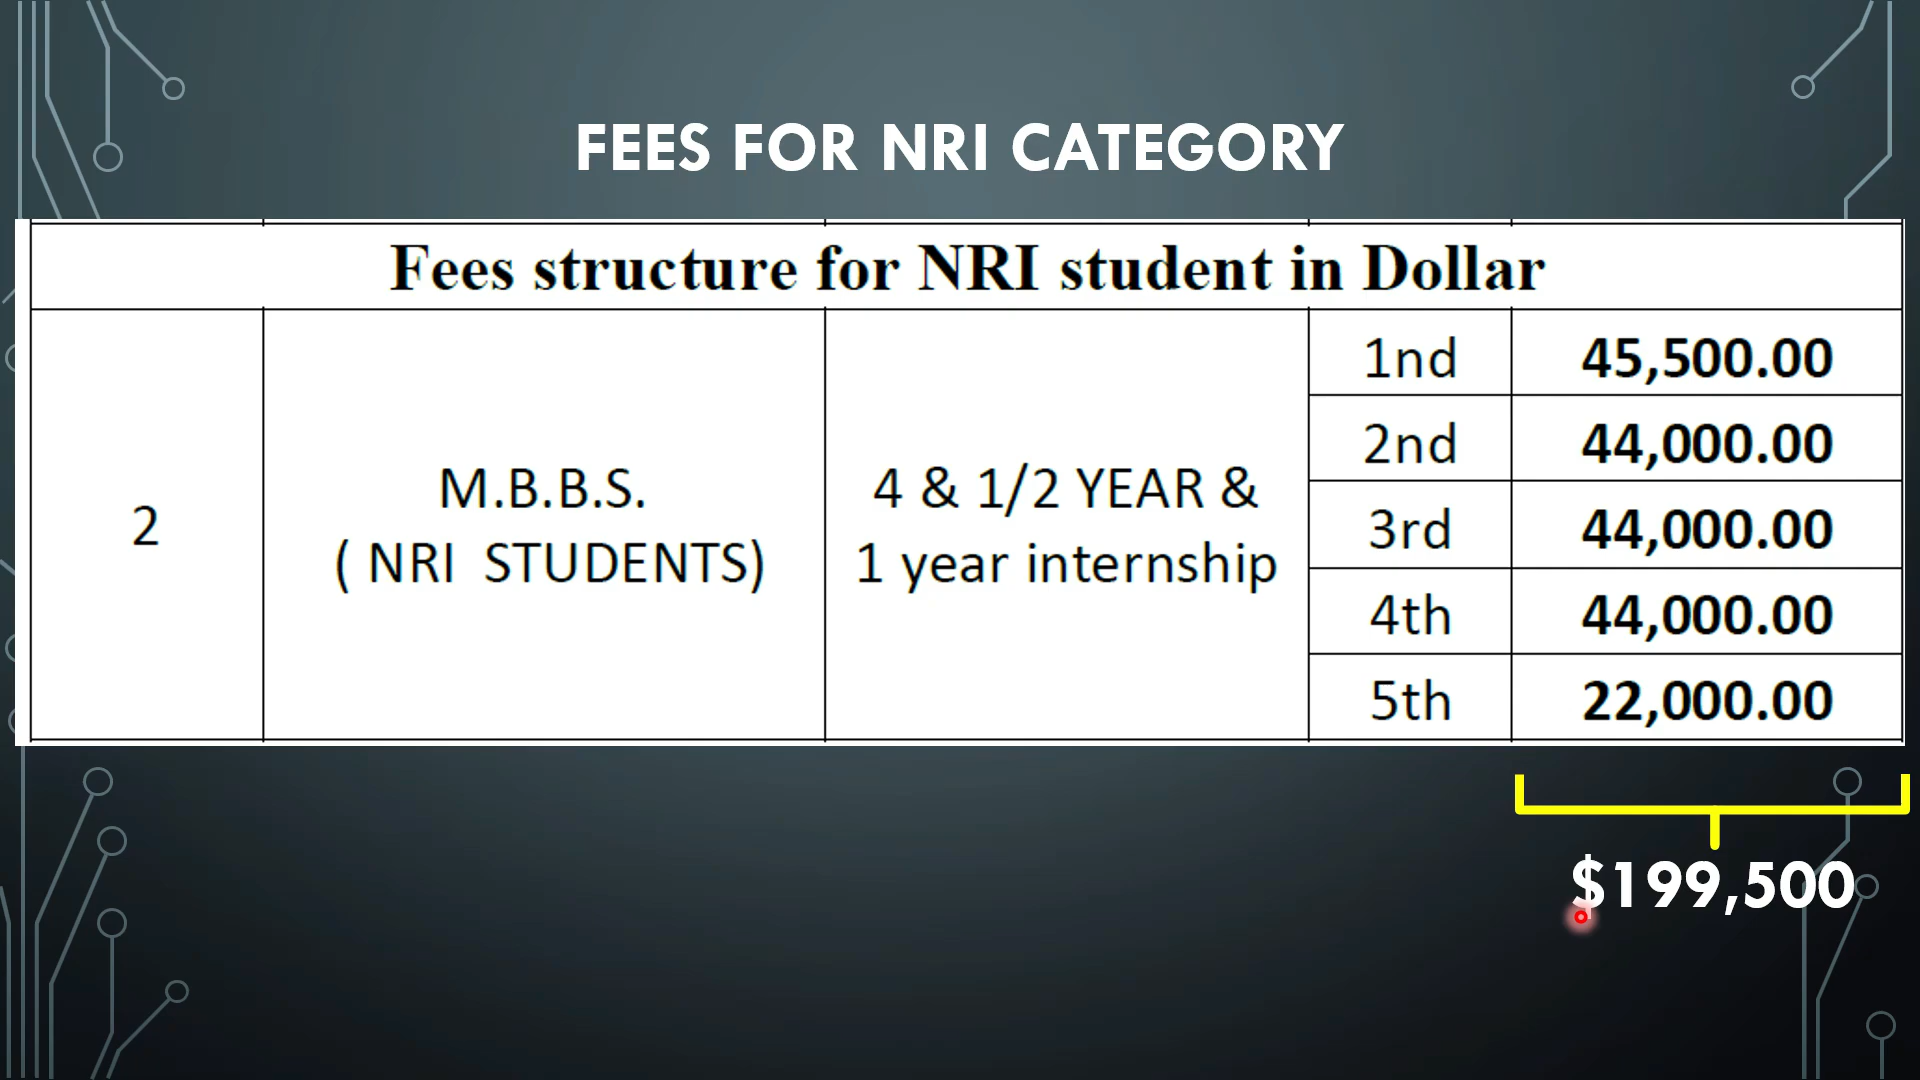 FEES FOR NRI CATEGORY
Fees structure for NRI student in Dollar
2
M.B.B.S.
( NRI STUDENTS)
4 & 1/2 YEAR &
1 year internship
1nd 45,500.00
2nd 44,000.00
3rd 44,000.00
4th 44,000.00
5th 22,000.00
$199,500